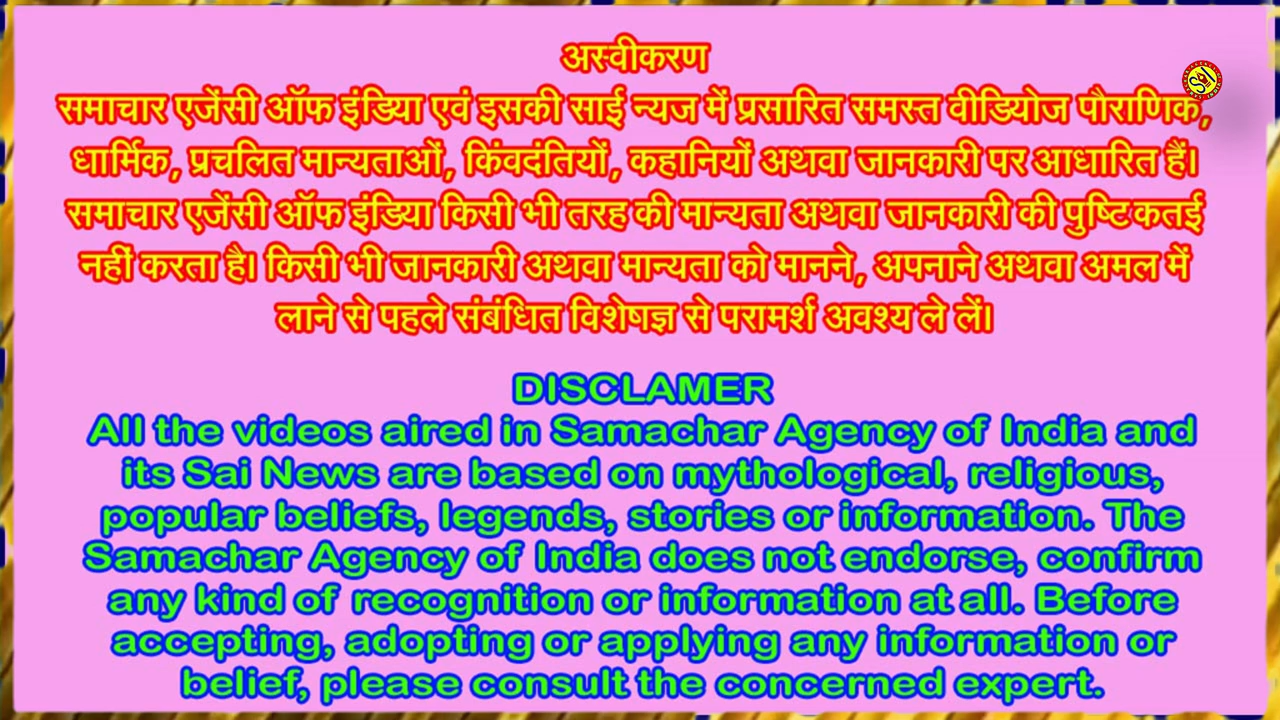 अस्वीकरण
समाचार एजेंसी ऑफ इंडिया एवं इसकी साई न्यज में प्रसारित समस्त वीडियोज पौराणिक,
धार्मिक, प्रचलित मान्यताओं, किंवदंतियों, कहानियों अथवा जानकारी पर आधारित हैं।
समाचार एजेंसी ऑफ इंडिया किसी भी तरह की मान्यता अथवा जानकारी की पुष्टि कतई
नहीं करता है। किसी भी जानकारी अथवा मान्यता को मानने, अपनाने अथवा अमल में
लाने से पहले संबंधित विशेषज्ञ से परामर्श अवश्य ले लें।
DISCLAMER
All the videos aired in Samachar Agency of India and
its Sai News are based on mythological, religious,
popular beliefs, legends, stories or information. The
Samachar Agency of India does not endorse, confirm
any kind of recognition or information at all. Before
accepting, adopting or applying any information or
belief, please consult the concerned expert.